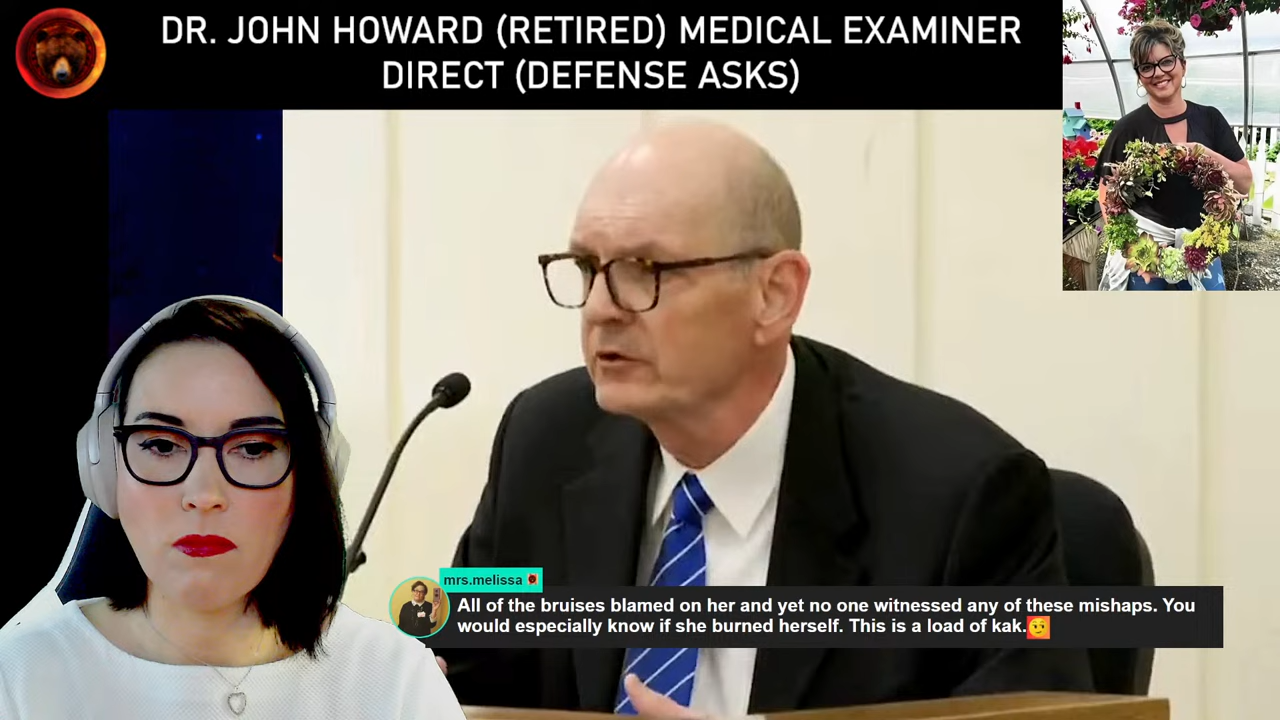 DR. JOHN HOWARD (RETIRED) MEDICAL EXAMINER
DIRECT (DEFENSE ASKS)
mrs.melissa
All of the bruises blamed on her and yet no one witnessed any of these mishaps. You
would especially know if she burned herself. This is a load of kak.